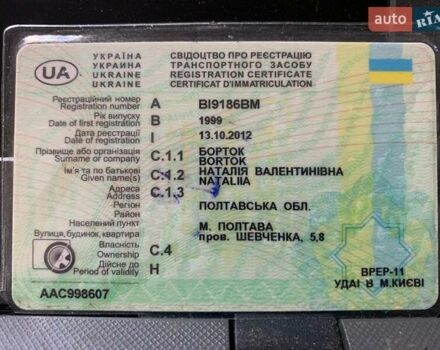 auto RIA
УКРАЇНА
УКРАИНА
UKRAINE
UKRAINE
UA
СВІДОЦТВО ПРО РЕЄСТРАЦІЮ
ТРАНСПОРТНОГО ЗАСОБУ
REGISTRATION CERTIFICATE
CERTIFICAT D'IMMATRICULATION
Реєстраційний номер
Registration number
A BI9186BM
Рік випуску
Date of first registration
B 1999
Дата реєстрації
Date of registration
I 13.10.2012
Прізвище або організація
Surname or company
C.1.1 БОРТОК
BORTOK
Ім'я та по батькові
Given name(s)
C.1.2 НАТАЛІЯ ВАЛЕНТИНІВНА
NATALIIA
Адреса
Address
C.1.3
Регіон
ПОЛТАВСЬКА ОБЛ.
Район
Населений пункт
М. ПОЛТАВА
Вулиця, будинок, квартира
пров. ШЕВЧЕНКА, 5,8
Власність
Ownership
C.4
Дійсне до
Period of validity
H
ВРЕР-11
УДАІ В М.КИЄВІ
AAC998607